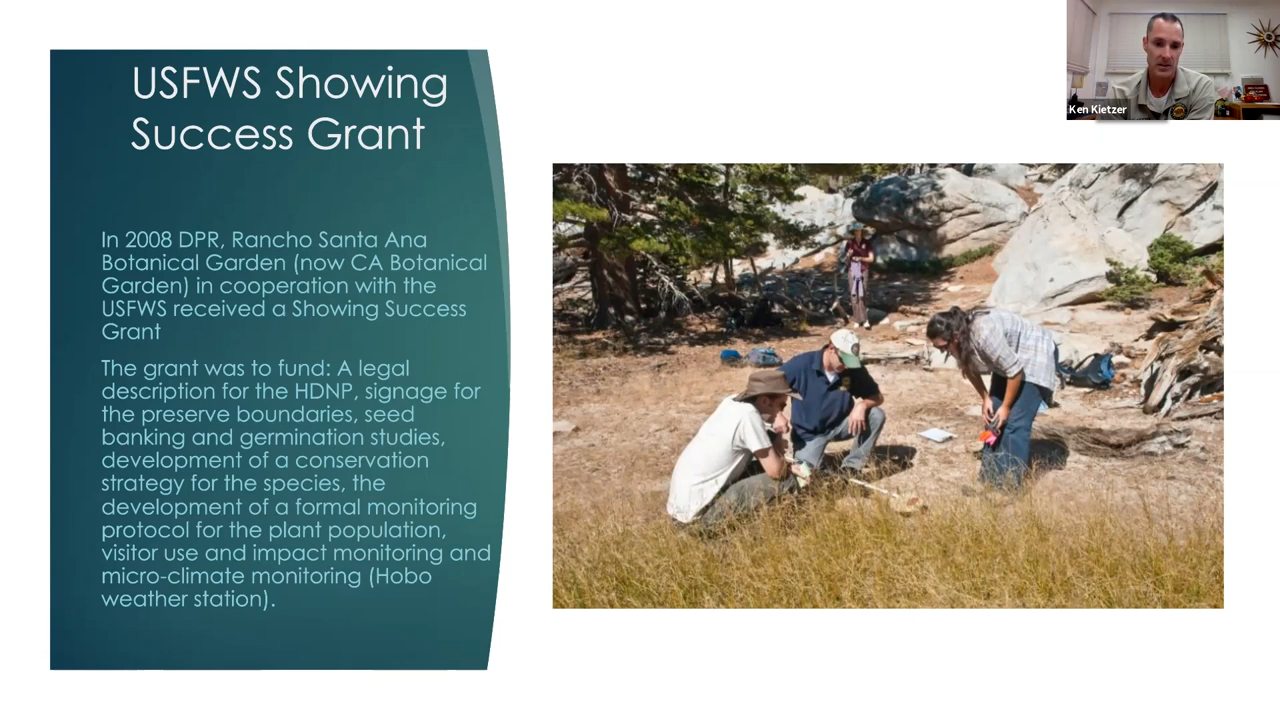 USFWS Showing
Success Grant
In 2008 DPR, Rancho Santa Ana
Botanical Garden (now CA Botanical
Garden) in cooperation with the
USFWS received a Showing Success
Grant
The grant was to fund: A legal
description for the HDNP, signage for
the preserve boundaries, seed
banking and germination studies,
development of a conservation
strategy for the species, the
development of a formal monitoring
protocol for the plant population,
visitor use and impact monitoring and
micro-climate monitoring (Hobo
weather station).
Ken Kietzer